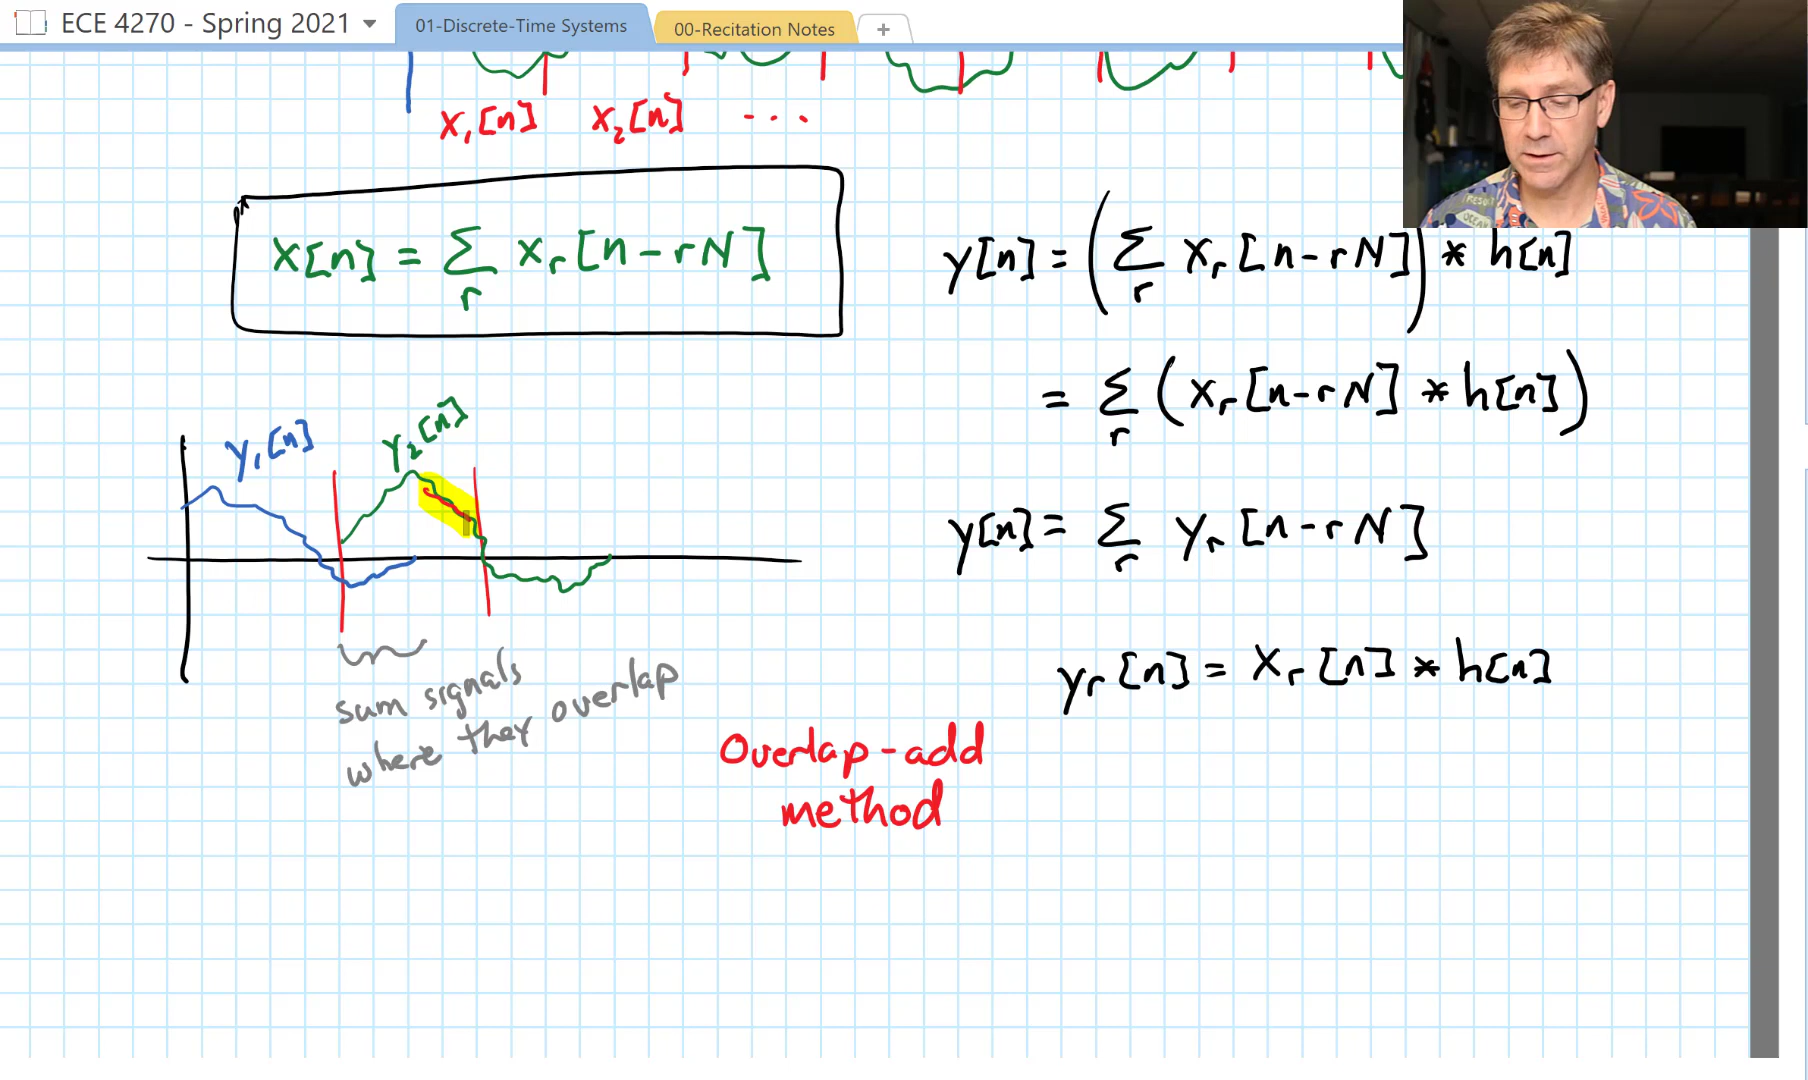 ECE 4270 - Spring 2021
01-Discrete-Time Systems
00-Recitation Notes
+
x₁[n] x₂[n] ...
x[n] = Σ_r x_r[n-rN]
y[n] = (Σ_r x_r[n-rN]) * h[n]
= Σ_r (x_r[n-rN] * h[n])
y₁[n]
y₂[n]
y[n] = Σ_r y_r[n-rN]
y_r[n] = x_r[n] * h[n]
sum signals
where they overlap
Overlap-add
method